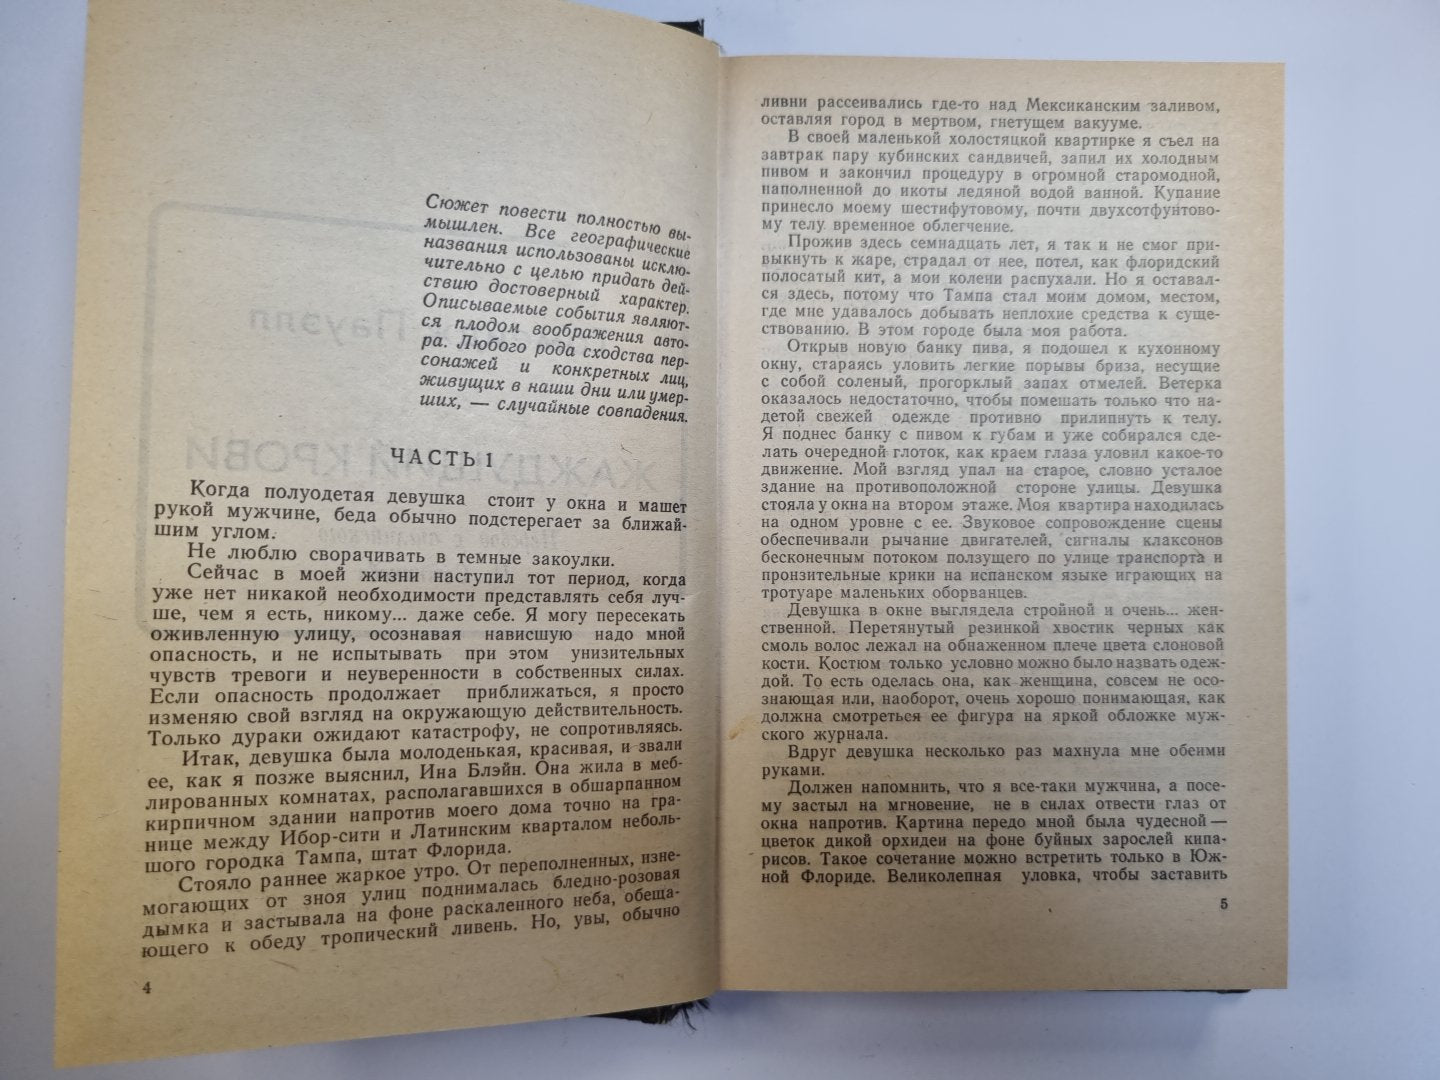 Сюжет повести полностью вы-
мышлен. Все географические
названия использованы исклю-
чительно с целью придать дей-
ствию достоверный характер.
Описываемые события являют-
ся плодом воображения авто-
ра. Любого рода сходства пер-
сонажей и конкретных лиц,
живущих в наши дни или умер-
ших, — случайные совпадения.
ЧАСТЬ 1
Когда полуодетая девушка стоит у окна и машет
рукой мужчине, беда обычно подстерегает за ближай-
шим углом.
Не люблю сворачивать в темные закоулки.
Сейчас в моей жизни наступил тот период, когда
уже нет никакой необходимости представлять себя луч-
ше, чем я есть, никому... даже себе. Я могу пересекать
оживленную улицу, осознавая нависшую надо мной
опасность, и не испытывать при этом унизительных
чувств тревоги и неуверенности в собственных силах.
Если опасность продолжает приближаться, я просто
изменяю свой взгляд на окружающую действительность.
Только дураки ожидают катастрофу, не сопротивляясь.
Итак, девушка была молоденькая, красивая, и звали
ее, как я позже выяснил, Ина Блэйн. Она жила в меб-
лированных комнатах, располагавшихся в обшарпанном
кирпичном здании напротив моего дома точно на гра-
нице между Ибор-сити и Латинским кварталом неболь-
шого городка Тампа, штат Флорида.
Стояло раннее жаркое утро. От переполненных, изне-
могающих от зноя улиц поднималась бледно-розовая
дымка и застывала на фоне раскаленного неба, обеща-
ющего к обеду тропический ливень. Но, увы, обычно
4
ливни рассеивались где-то над Мексиканским заливом,
оставляя город в мертвом, гнетущем вакууме.
В своей маленькой холостяцкой квартирке я съел на
завтрак пару кубинских сандвичей, запил их холодным
пивом и закончил процедуру в огромной старомодной,
наполненной до икоты ледяной водой ванной. Купание
принесло моему шестифутовому, почти двухсотфунтово-
му телу временное облегчение.
Прожив здесь семнадцать лет, я так и не смог при-
выкнуть к жаре, страдал от нее, потел, как флоридский
полосатый кит, а мои колени распухали. Но я оставал-
ся здесь, потому что Тампа стал моим домом, местом,
где мне удавалось добывать неплохие средства к суще-
ствованию. В этом городе была моя работа.
Открыв новую банку пива, я подошел к кухонному
окну, стараясь уловить легкие порывы бриза, несущие
с собой соленый, прогорклый запах отмелей. Ветерка
оказалось недостаточно, чтобы помешать только что на-
детой свежей одежде противно прилипнуть к телу.
Я поднес банку с пивом к губам и уже собирался сде-
лать очередной глоток, как краем глаза уловил какое-то
движение. Мой взгляд упал на старое, словно усталое
здание на противоположной стороне улицы. Девушка
стояла у окна на втором этаже. Моя квартира находилась
на одном уровне с ее. Звуковое сопровождение сцены
обеспечивали рычание двигателей, сигналы клаксонов
бесконечным потоком ползущего по улице транспорта и
пронзительные крики на испанском языке играющих на
тротуаре маленьких оборванцев.
Девушка в окне выглядела стройной и очень... жен-
ственной. Перетянутый резинкой хвостик черных как
смоль волос лежал на обнаженном плече цвета слоновой
кости. Костюм только условно можно было назвать одеж-
дой. То есть оделась она, как женщина, совсем не осо-
знающая или, наоборот, очень хорошо понимающая, как
должна смотреться ее фигура на яркой обложке муж-
ского журнала.
Вдруг девушка несколько раз махнула мне обеими
руками.
Должен напомнить, что я все-таки мужчина, а посе-
му застыл на мгновение, не в силах отвести глаз от
окна напротив. Картина передо мной была чудесной —
цветок дикой орхидеи на фоне буйных зарослей кипа-
рисов. Такое сочетание можно встретить только в Юж-
ной Флориде. Великолепная уловка, чтобы заставить
5